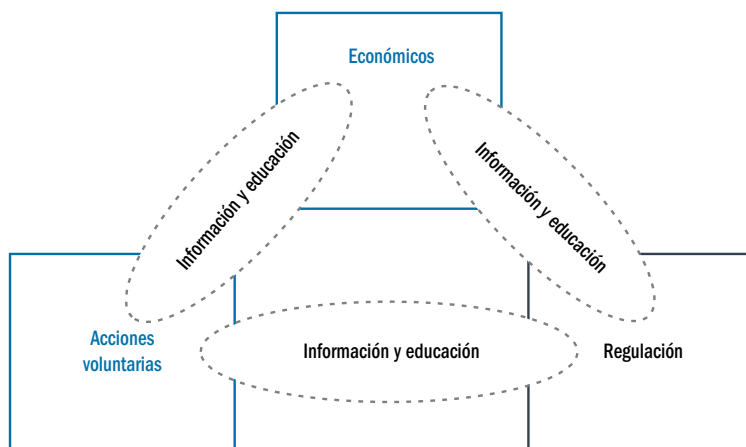 Económicos
Información y educación
Información y educación
Acciones
voluntarias
Información y educación
Regulación